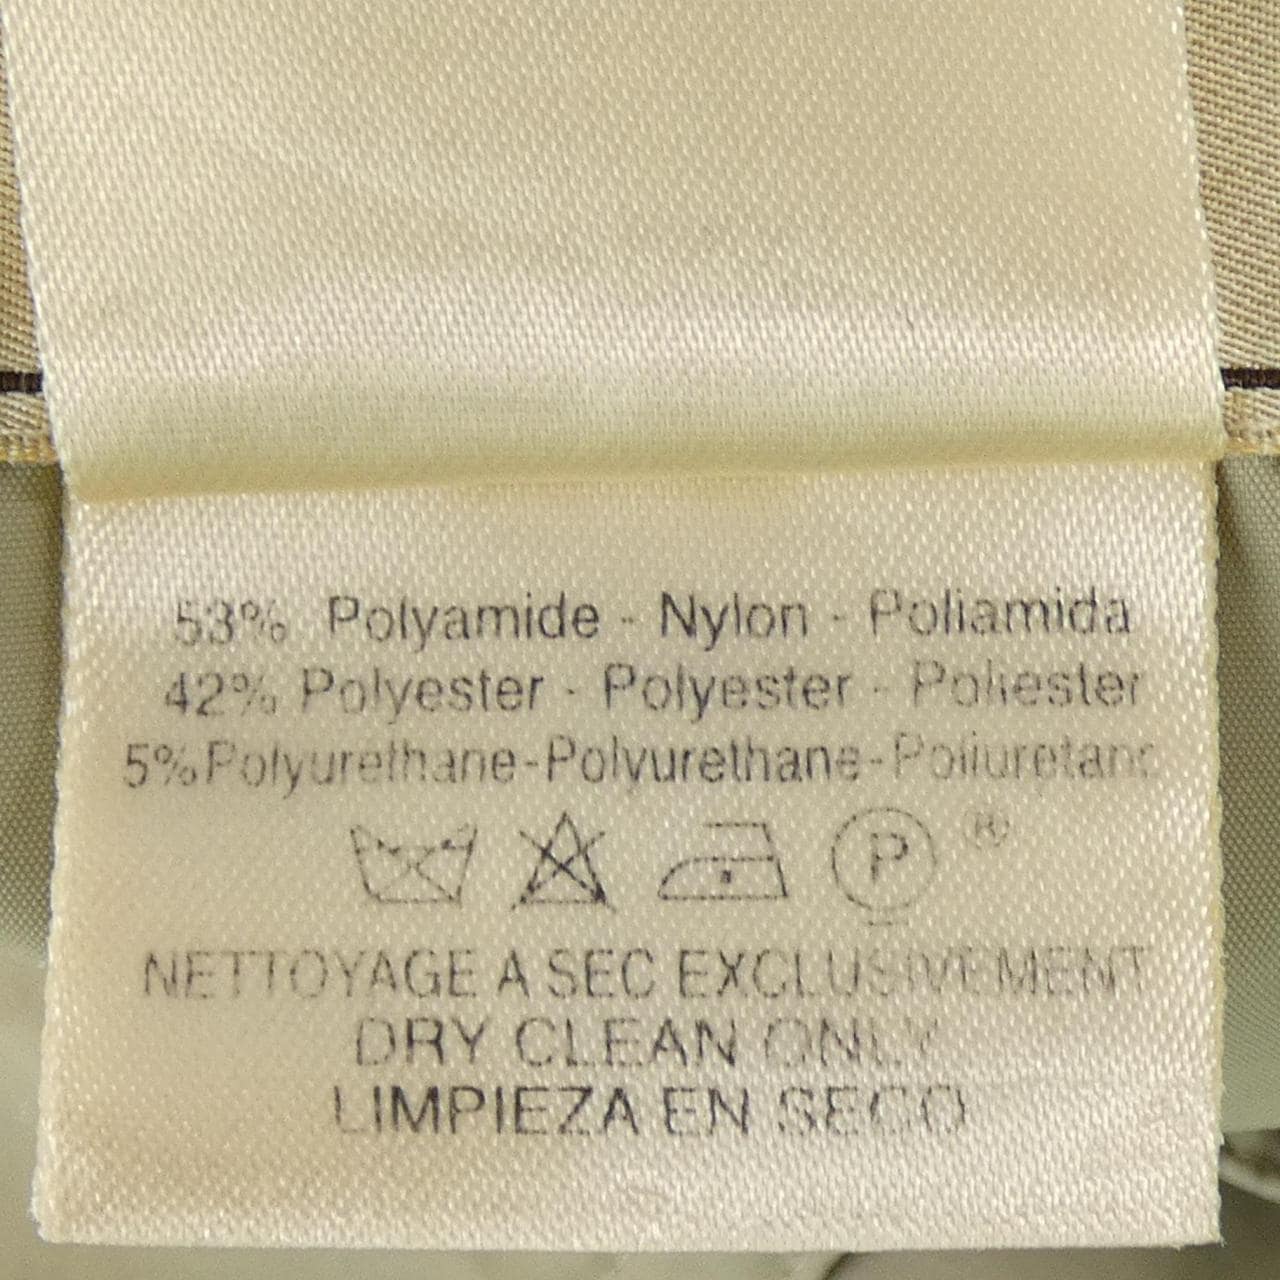 53% Polyamide - Nylon - Poliamida
42% Polyester - Polyester - Poliester
5% Polyurethane-Polyurethane-Poliuretano
P ®
NETTOYAGE A SEC EXCLUSIVEMENT
DRY CLEAN ONLY
LIMPIEZA EN SECO